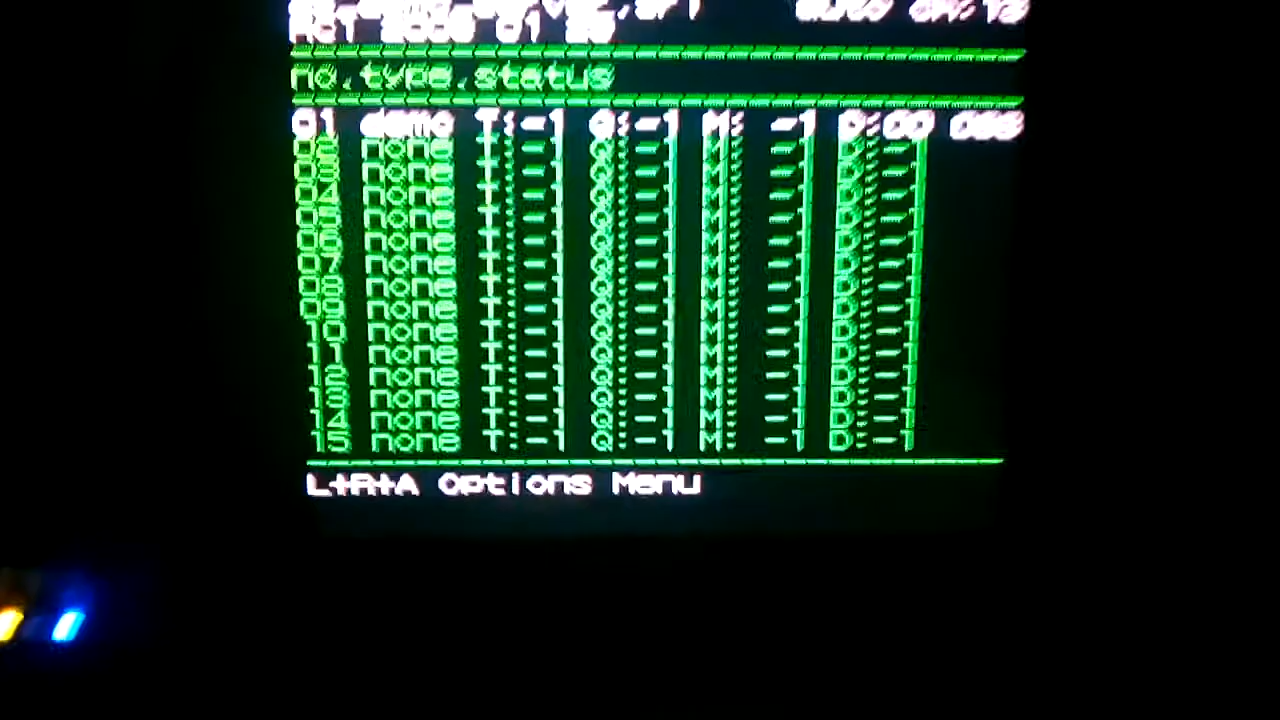 no.type.status
01 demo T:-1 Q:-1 M: -1 D:00
02 none T:-1 Q:-1 M: -1 D:-1
03 none T:-1 Q:-1 M: -1 D:-1
04 none T:-1 Q:-1 M: -1 D:-1
05 none T:-1 Q:-1 M: -1 D:-1
06 none T:-1 Q:-1 M: -1 D:-1
07 none T:-1 Q:-1 M: -1 D:-1
08 none T:-1 Q:-1 M: -1 D:-1
09 none T:-1 Q:-1 M: -1 D:-1
10 none T:-1 Q:-1 M: -1 D:-1
11 none T:-1 Q:-1 M: -1 D:-1
12 none T:-1 Q:-1 M: -1 D:-1
13 none T:-1 Q:-1 M: -1 D:-1
14 none T:-1 Q:-1 M: -1 D:-1
15 none T:-1 Q:-1 M: -1 D:-1
L+R+A Options Menu